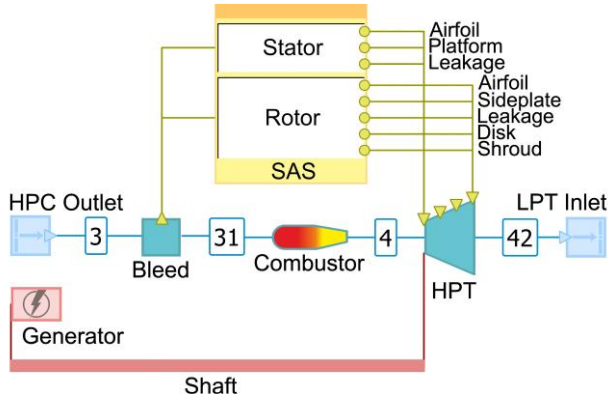 Stator
Airfoil
Platform
Leakage
Rotor
Airfoil
Sideplate
Leakage
Disk
Shroud
SAS
HPC Outlet
3
Bleed
31
Combustor
4
HPT
42
LPT Inlet
Generator
Shaft